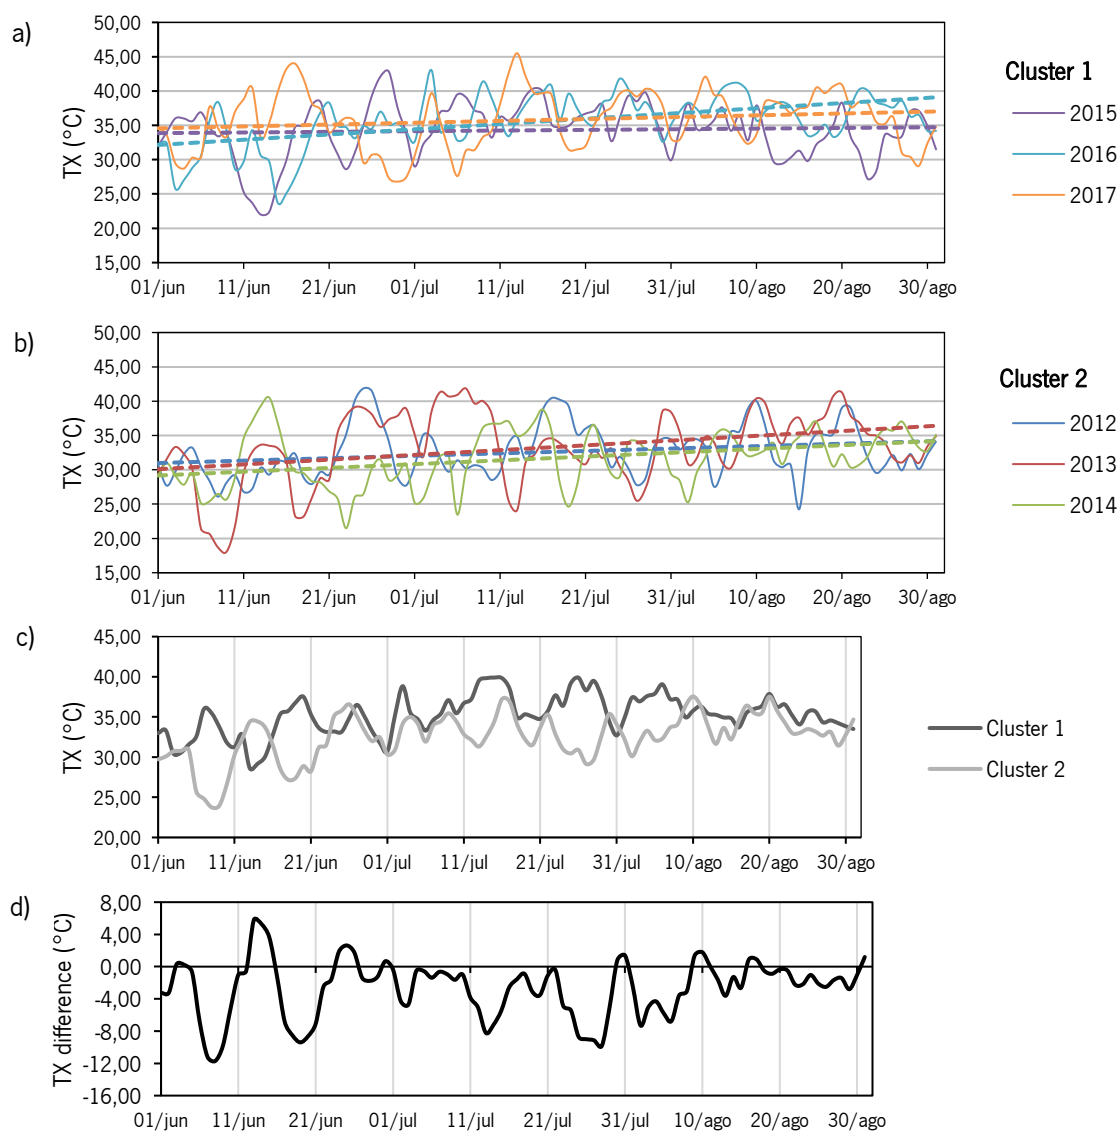 a)
50,00
45,00
40,00
35,00
30,00
25,00
20,00
15,00
TX (°C)
01/jun 11/jun 21/jun 01/jul 11/jul 21/jul 31/jul 10/ago 20/ago 30/ago
Cluster 1
2015
2016
2017
b)
50,00
45,00
40,00
35,00
30,00
25,00
20,00
15,00
TX (°C)
01/jun 11/jun 21/jun 01/jul 11/jul 21/jul 31/jul 10/ago 20/ago 30/ago
Cluster 2
2012
2013
2014
c)
45,00
40,00
35,00
30,00
25,00
20,00
TX (°C)
01/jun 11/jun 21/jun 01/jul 11/jul 21/jul 31/jul 10/ago 20/ago 30/ago
Cluster 1
Cluster 2
d)
8,00
4,00
0,00
-4,00
-8,00
-12,00
-16,00
TX difference (°C)
01/jun 11/jun 21/jun 01/jul 11/jul 21/jul 31/jul 10/ago 20/ago 30/ago